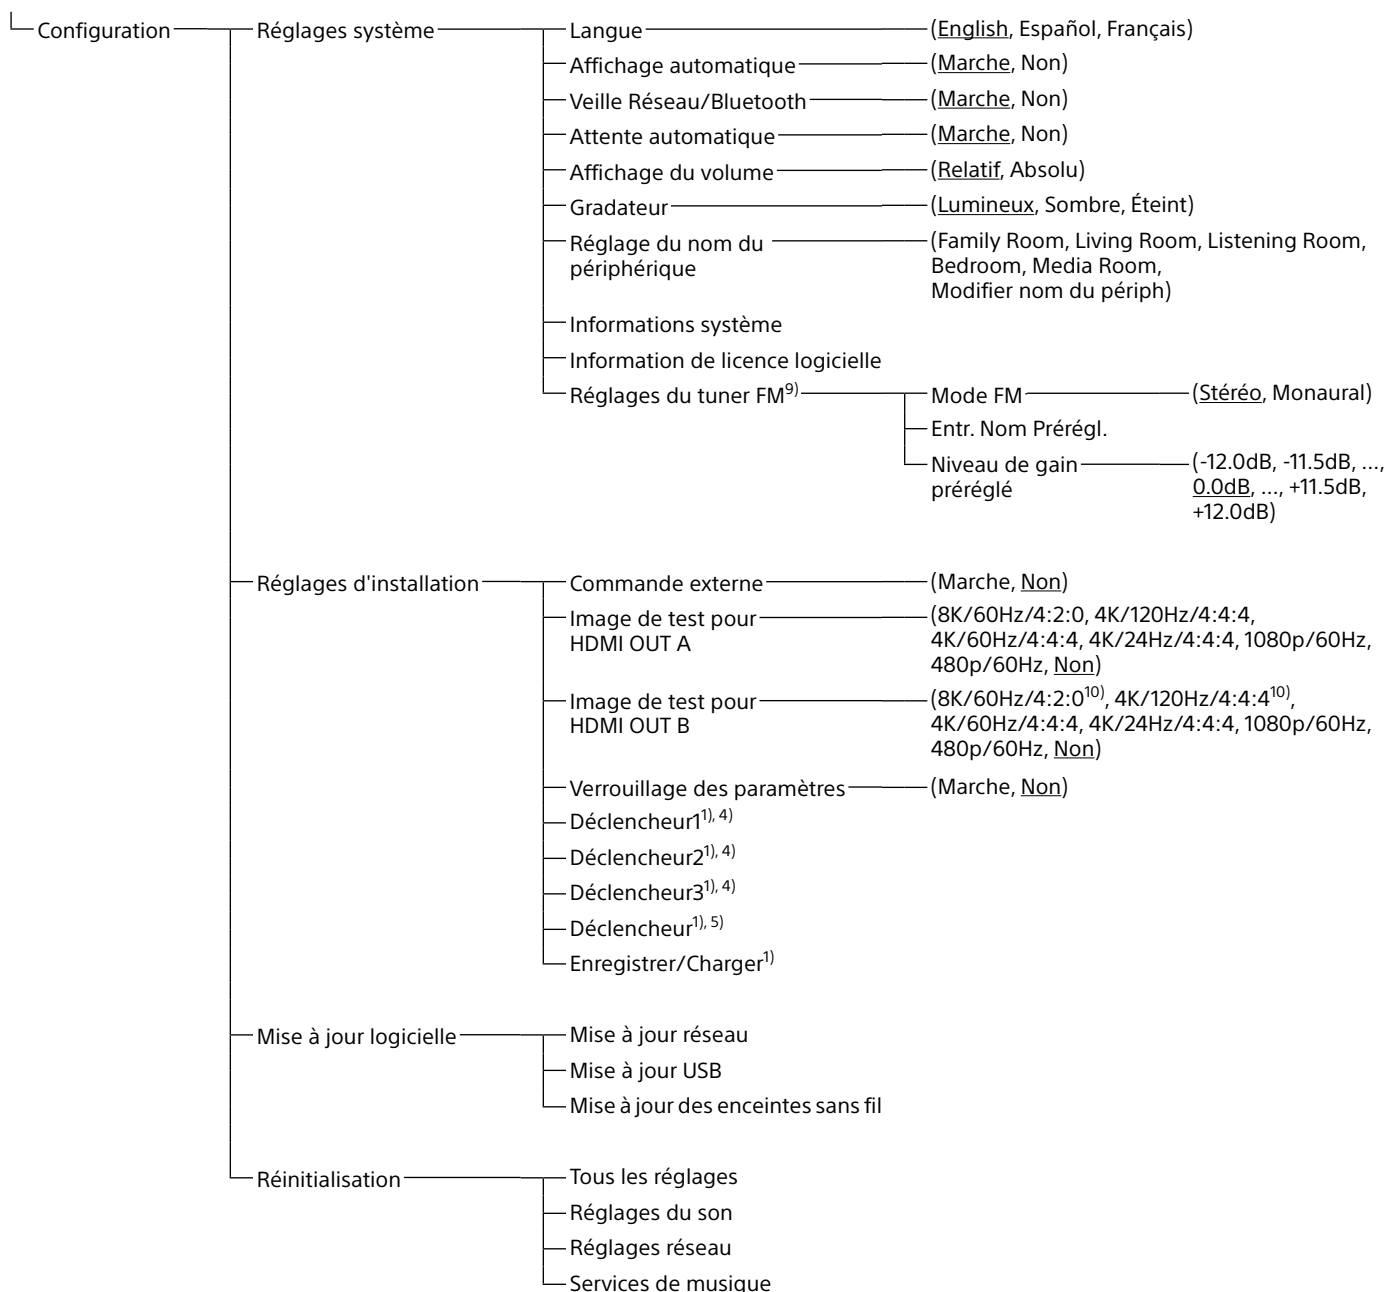 Configuration
Réglages système
Langue
(English, Español, Français)
Affichage automatique
(Marche, Non)
Veille Réseau/Bluetooth
(Marche, Non)
Attente automatique
(Marche, Non)
Affichage du volume
(Relatif, Absolu)
Gradateur
(Lumineux, Sombre, Éteint)
Réglage du nom du
périphérique
(Family Room, Living Room, Listening Room,
Bedroom, Media Room,
Modifier nom du périph)
Informations système
Information de licence logicielle
Réglages du tuner FM9)
Mode FM
(Stéréo, Monaural)
Entr. Nom Prérégl.
Niveau de gain
préréglé
(-12.0dB, -11.5dB, ...,
0.0dB, ..., +11.5dB,
+12.0dB)
Réglages d'installation
Commande externe
(Marche, Non)
Image de test pour
HDMI OUT A
(8K/60Hz/4:2:0, 4K/120Hz/4:4:4,
4K/60Hz/4:4:4, 4K/24Hz/4:4:4, 1080p/60Hz,
480p/60Hz, Non)
Image de test pour
HDMI OUT B
(8K/60Hz/4:2:010), 4K/120Hz/4:4:410),
4K/60Hz/4:4:4, 4K/24Hz/4:4:4, 1080p/60Hz,
480p/60Hz, Non)
Verrouillage des paramètres
(Marche, Non)
Déclencheur11), 4)
Déclencheur21), 4)
Déclencheur31), 4)
Déclencheur1), 5)
Enregistrer/Charger1)
Mise à jour logicielle
Mise à jour réseau
Mise à jour USB
Mise à jour des enceintes sans fil
Réinitialisation
Tous les réglages
Réglages du son
Réglages réseau
Services de musique